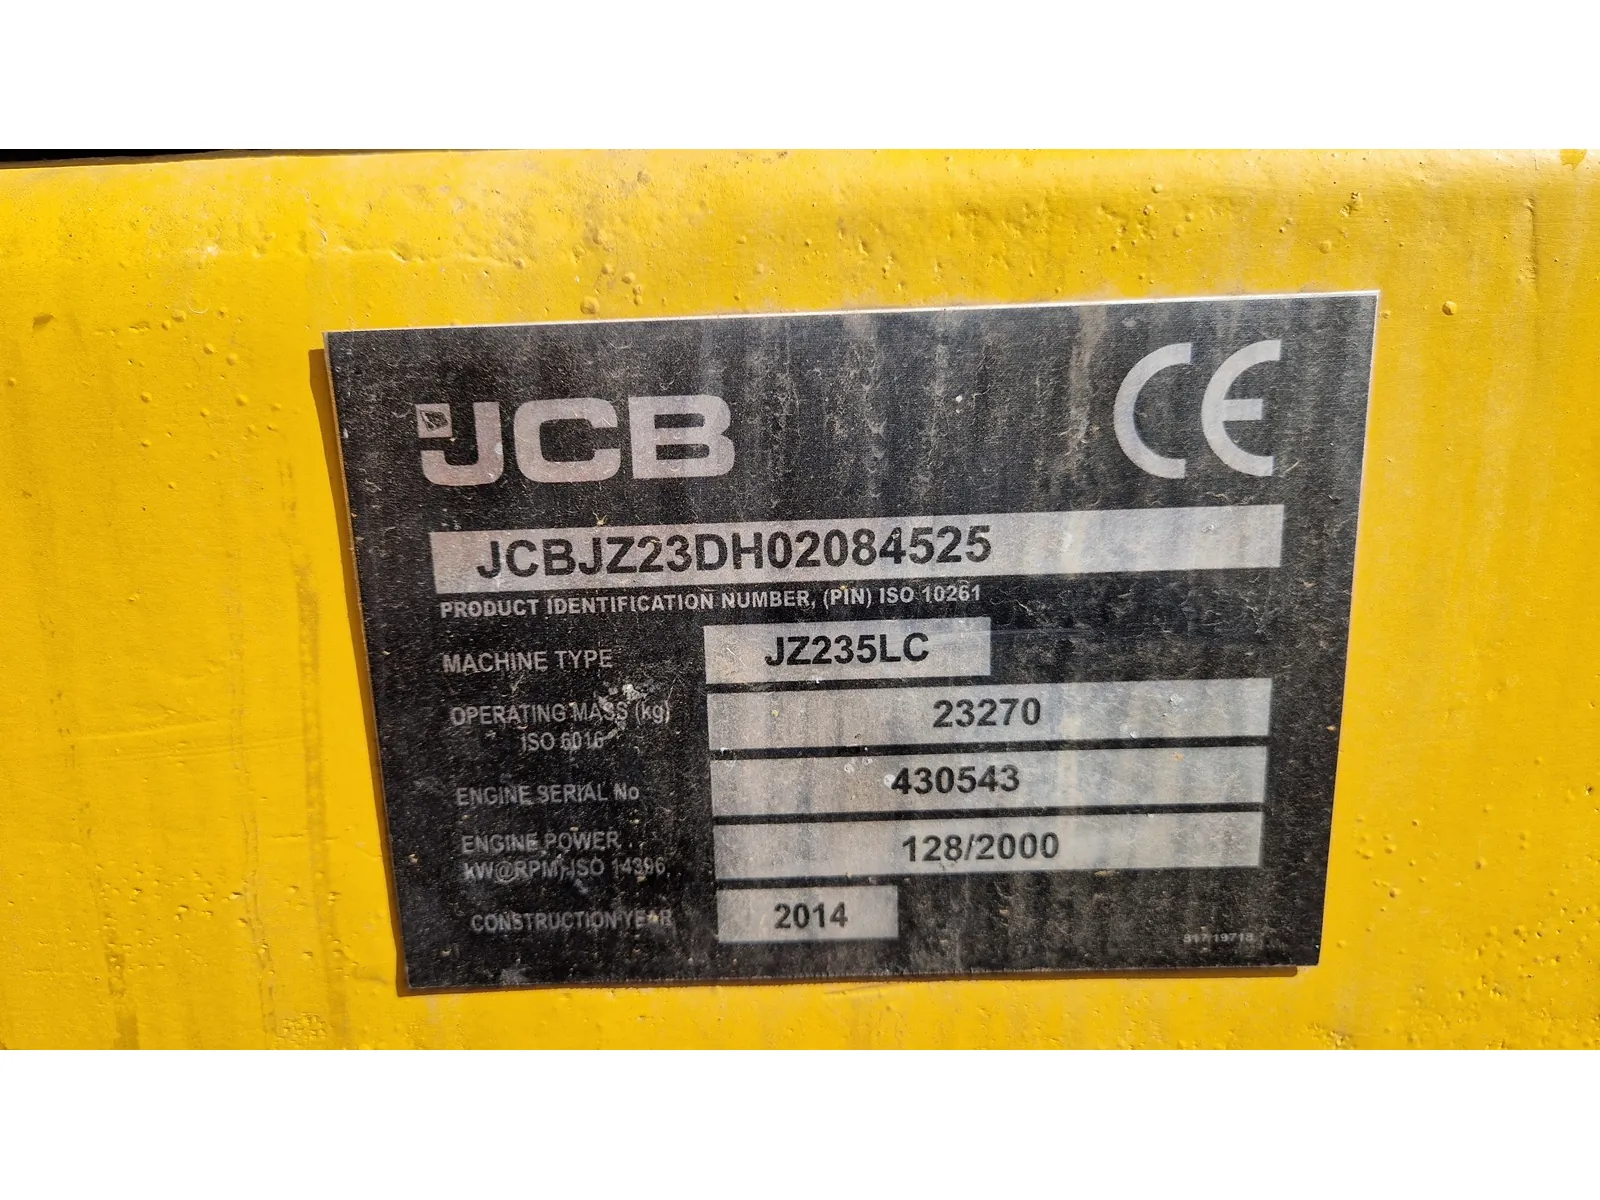 JCB CE
JCBJZ23DH02084525
PRODUCT IDENTIFICATION NUMBER, (PIN) ISO 10261
MACHINE TYPE JZ235LC
OPERATING MASS (kg) 23270
ISO 6016
ENGINE SERIAL No 430543
ENGINE POWER 128/2000
kW@RPM) ISO 14396
CONSTRUCTION YEAR 2014